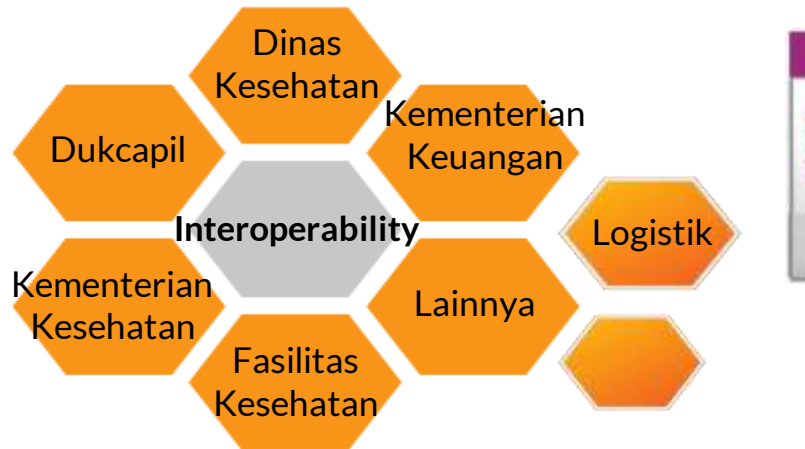 Dinas
Kesehatan
Kementerian
Keuangan
Dukcapil
Interoperability
Logistik
Kementerian
Kesehatan
Lainnya
Fasilitas
Kesehatan